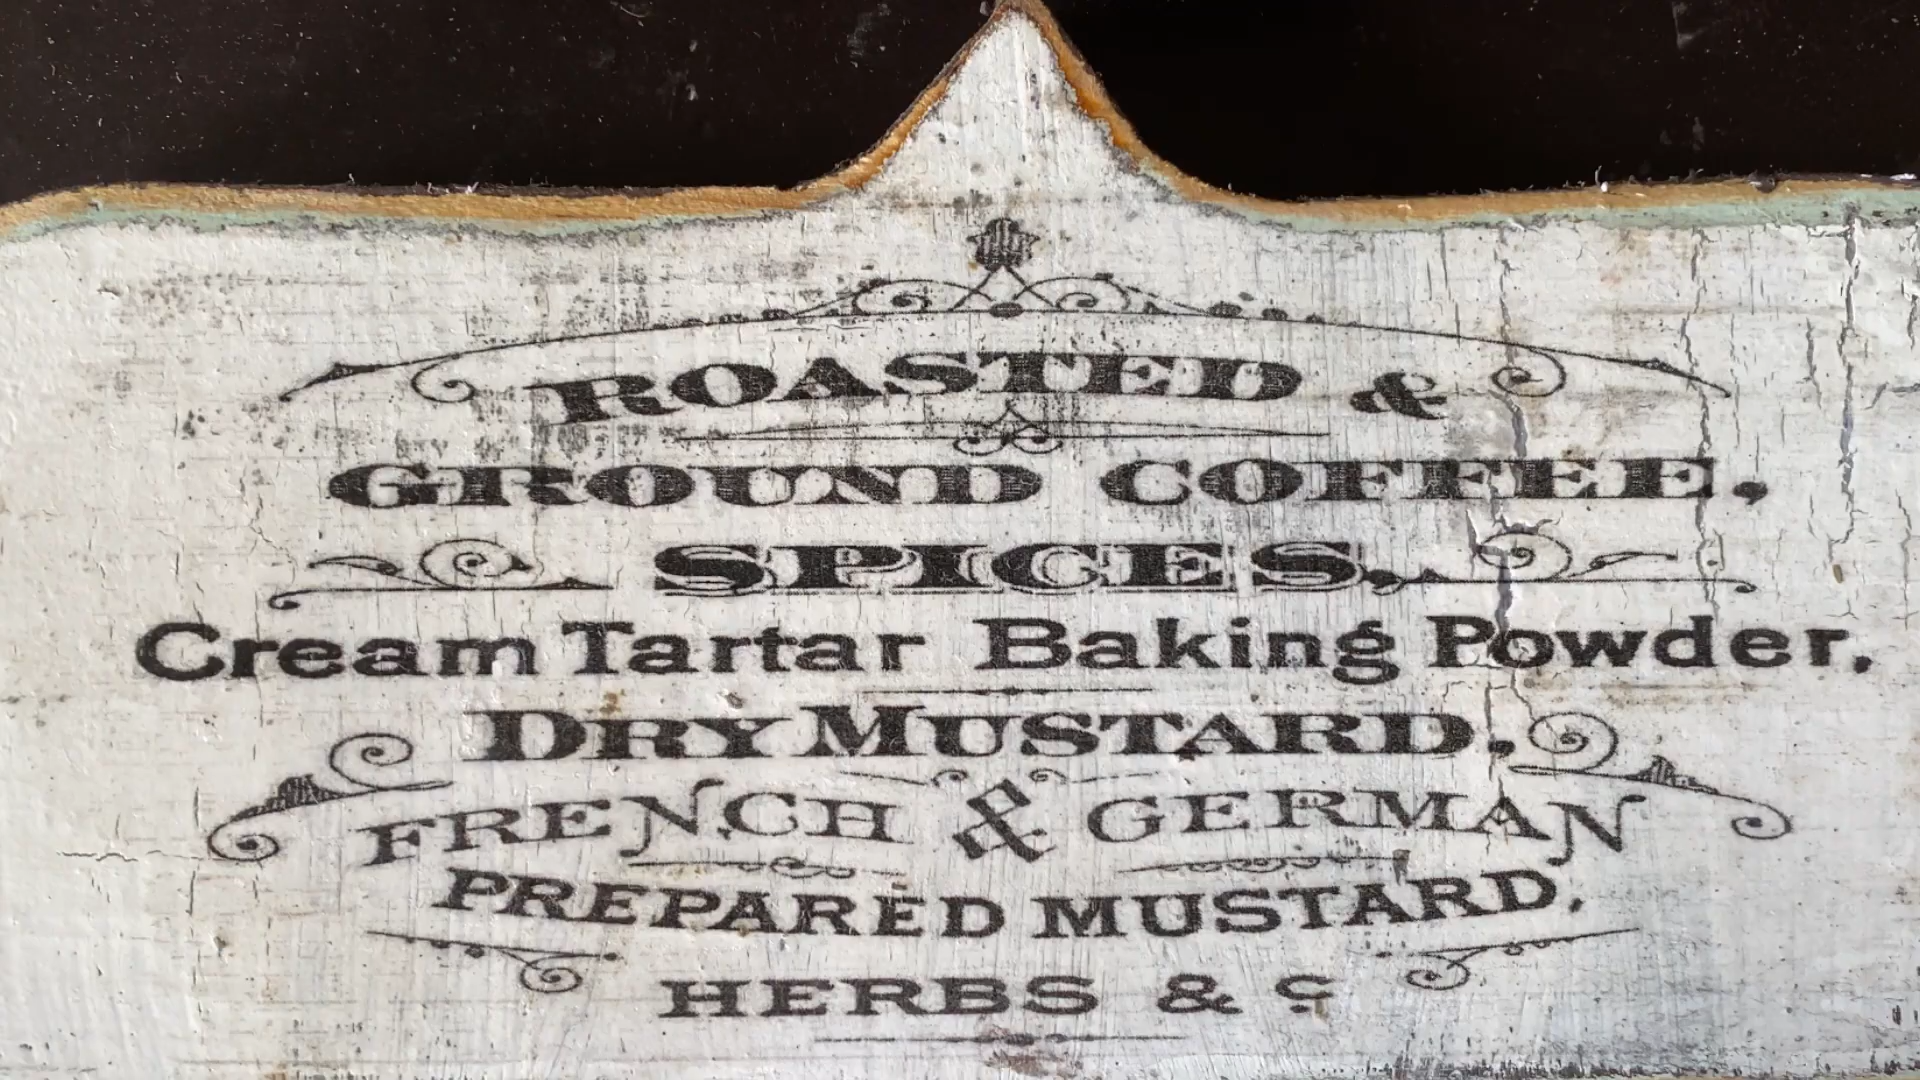 ROASTED &
GROUND COFFEE,
SPICES,
Cream Tartar Baking Powder,
DRY MUSTARD,
FRENCH & GERMAN
PREPARED MUSTARD,
HERBS & C